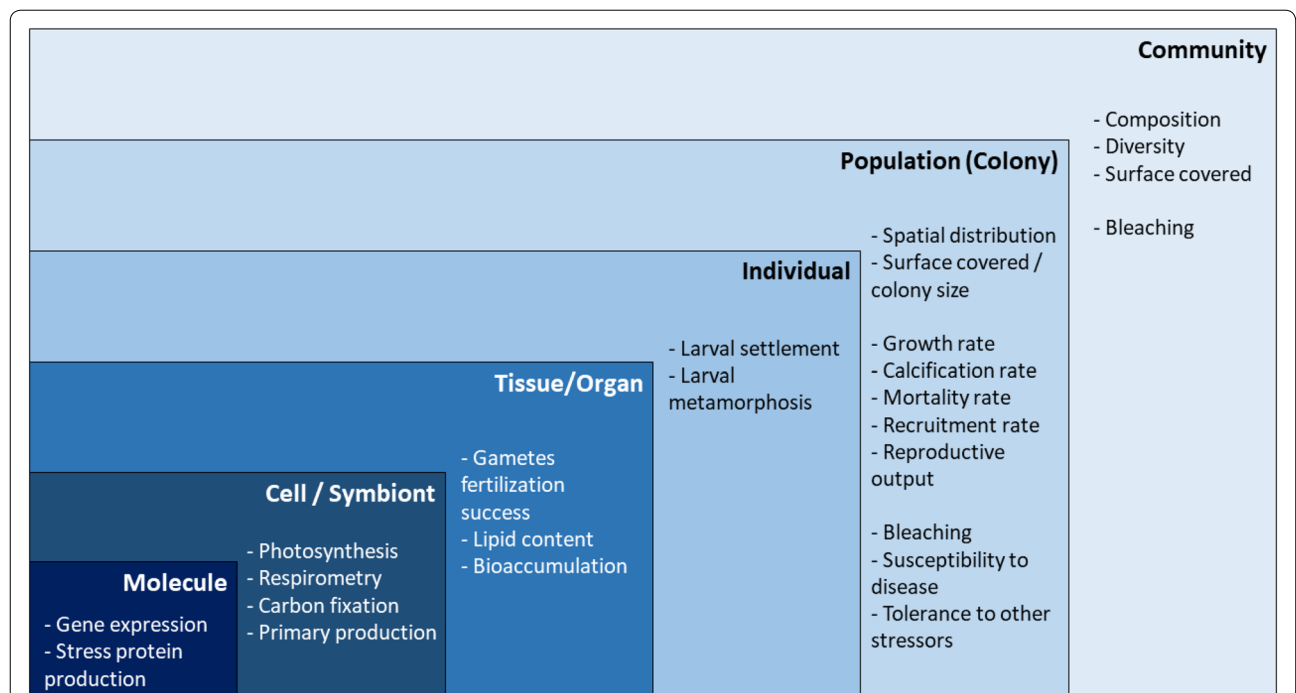 Community
- Composition
- Diversity
- Surface covered
- Bleaching
Population (Colony)
- Spatial distribution
- Surface covered /
colony size
- Growth rate
- Calcification rate
- Mortality rate
- Recruitment rate
- Reproductive
output
- Bleaching
- Susceptibility to
disease
- Tolerance to other
stressors
Individual
- Larval settlement
- Larval
metamorphosis
Tissue/Organ
- Gametes
fertilization
success
- Lipid content
- Bioaccumulation
Cell / Symbiont
- Photosynthesis
- Respirometry
- Carbon fixation
- Primary production
Molecule
- Gene expression
- Stress protein
production